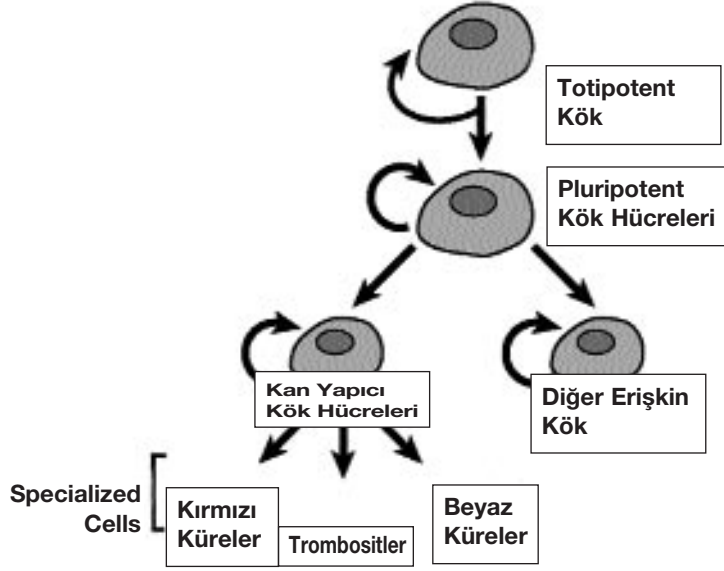 Totipotent
Kök
Pluripotent
Kök Hücreleri
Kan Yapıcı
Kök Hücreleri
Diğer Erişkin
Kök
Specialized
Cells
Kırmızı
Küreler
Trombositler
Beyaz
Küreler